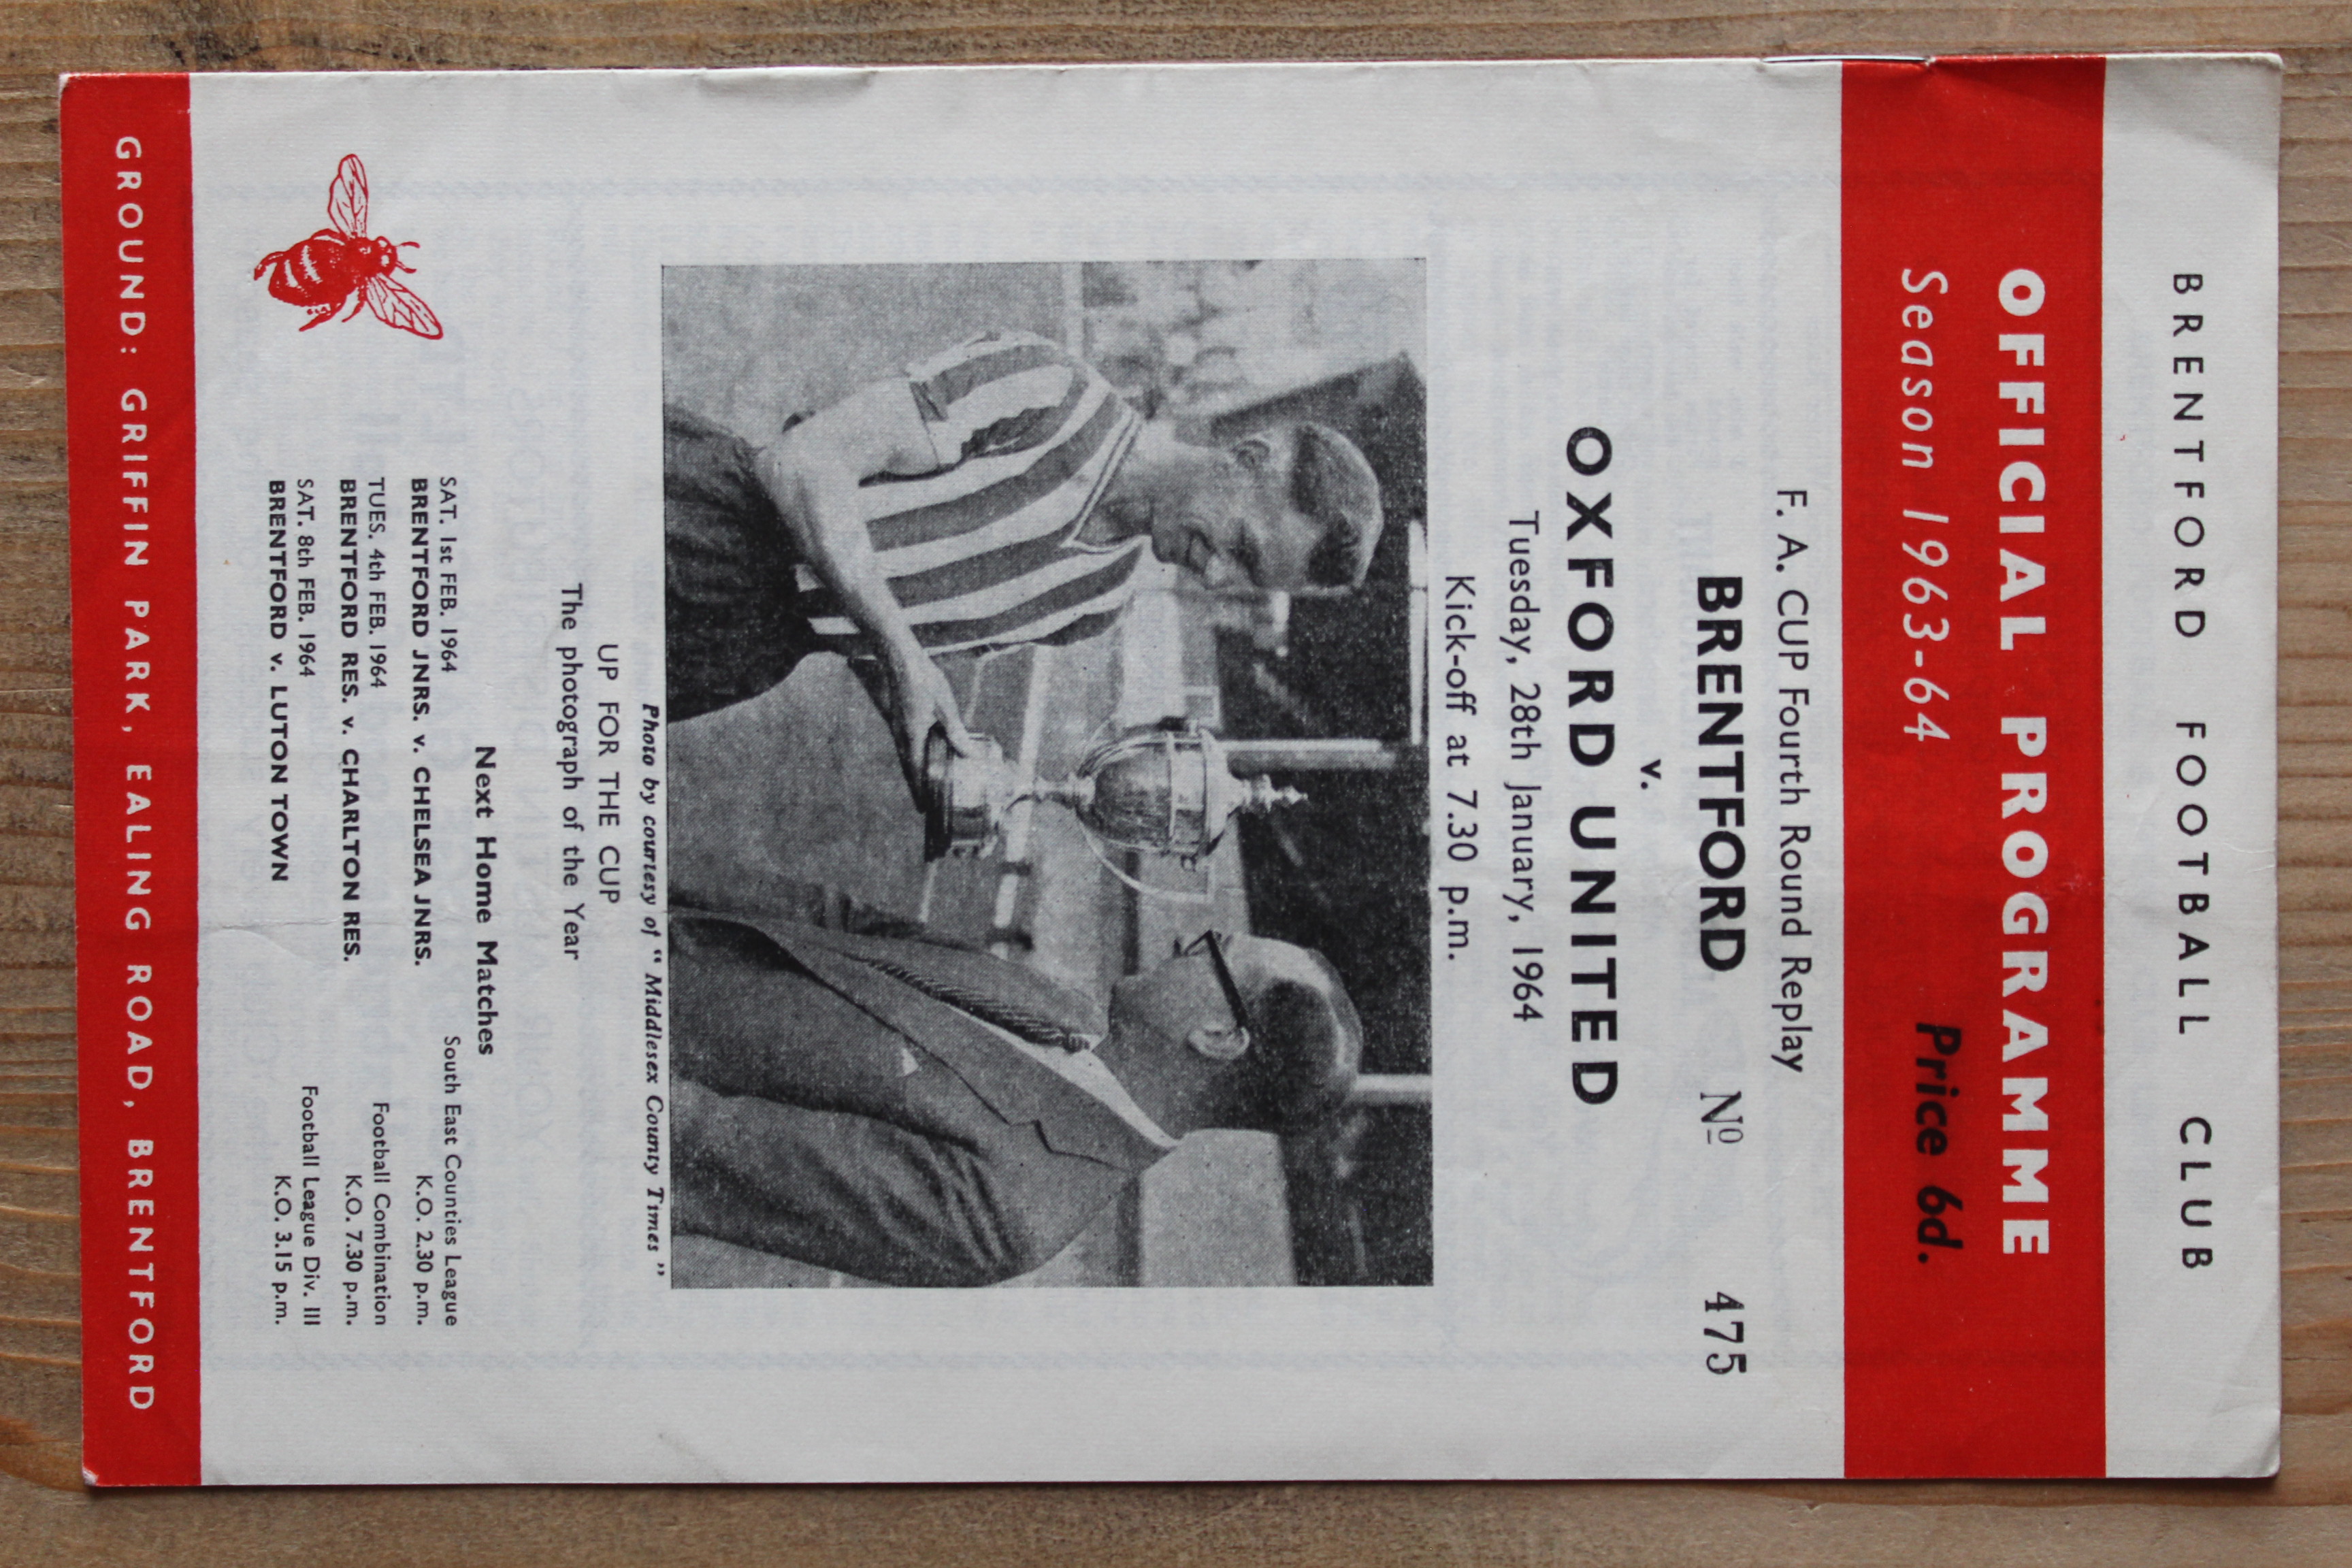 BRENTFORD FOOTBALL CLUB
OFFICIAL PROGRAMME
Season 1963-64 Price 6d.
F. A. CUP Fourth Round Replay
BRENTFORD Nº 475
v.
OXFORD UNITED
Tuesday, 28th January, 1964
Kick-off at 7.30 p.m.
Photo by courtesy of "Middlesex County Times"
UP FOR THE CUP
The photograph of the Year
Next Home Matches
SAT. 1st FEB. 1964 South East Counties League
BRENTFORD JNRS. v. CHELSEA JNRS. K.O. 2.30 p.m.
TUES. 4th FEB. 1964 Football Combination
BRENTFORD RES. v. CHARLTON RES. K.O. 7.30 p.m.
SAT. 8th FEB. 1964 Football League Div. III
BRENTFORD v. LUTON TOWN K.O. 3.15 p.m.
GROUND: GRIFFIN PARK, EALING ROAD, BRENTFORD